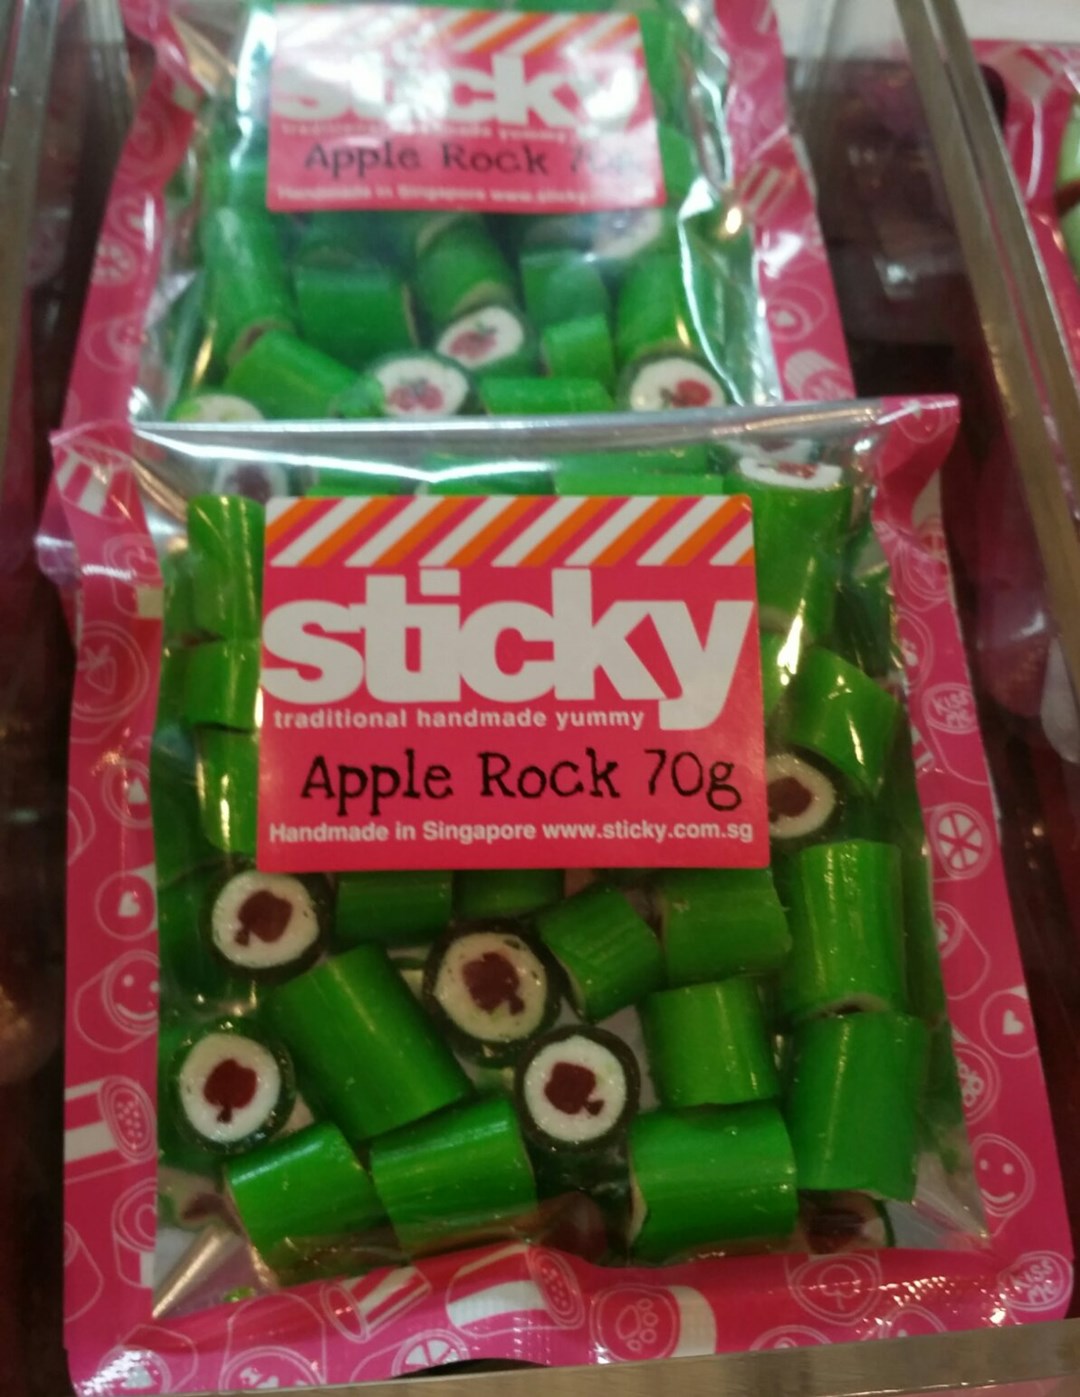 sticky
Apple Rock
Handmade in Singapore
sticky
traditional handmade yummy
Apple Rock 70g
Handmade in Singapore www.sticky.com.sg